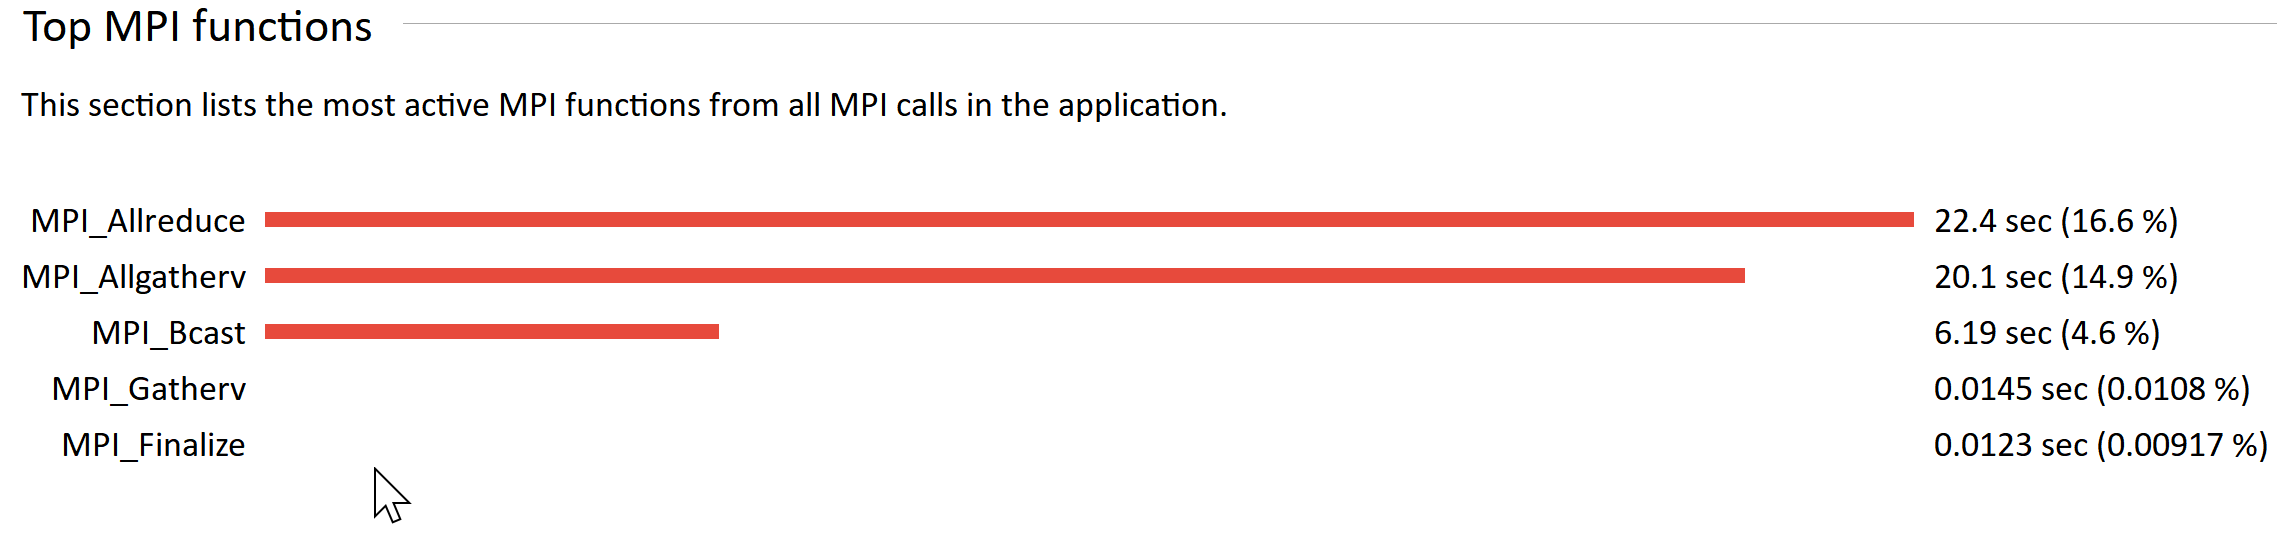 Top MPI functions
This section lists the most active MPI functions from all MPI calls in the application.
MPI_Allreduce 22.4 sec (16.6 %)
MPI_Allgatherv 20.1 sec (14.9 %)
MPI_Bcast 6.19 sec (4.6 %)
MPI_Gatherv 0.0145 sec (0.0108 %)
MPI_Finalize 0.0123 sec (0.00917 %)